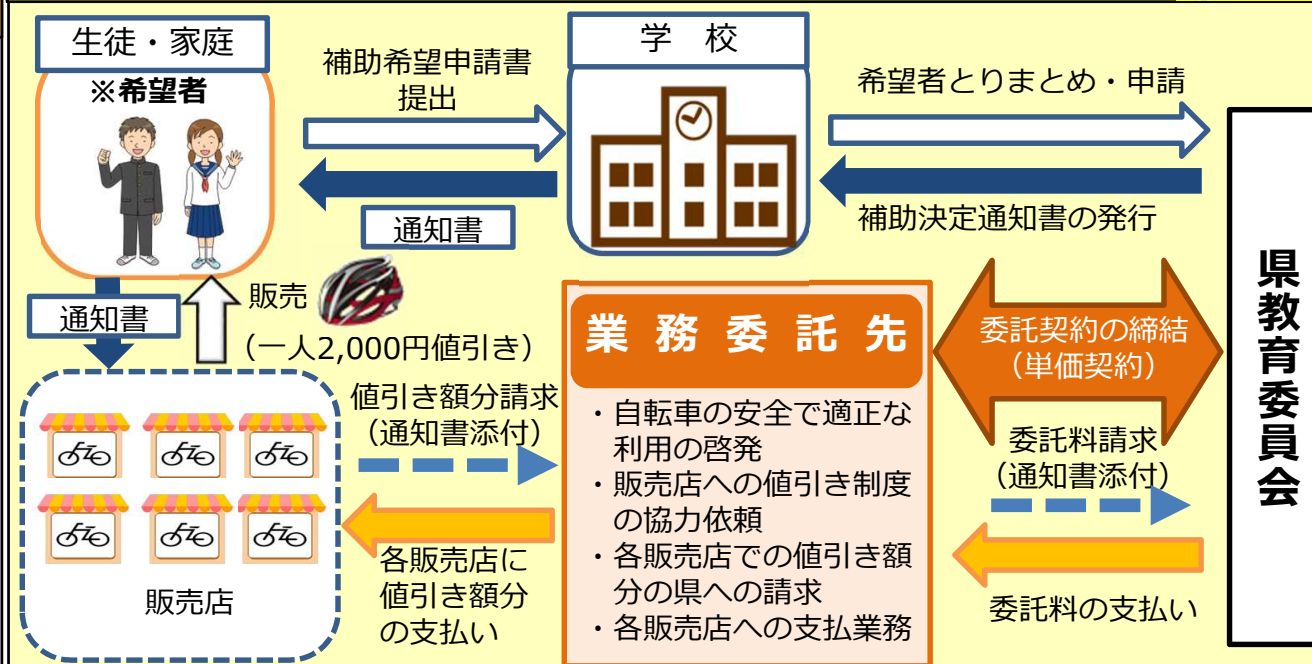 生徒・家庭
※希望者
補助希望申請書
提出
通知書
学 校
希望者とりまとめ・申請
補助決定通知書の発行
県教育委員会
通知書
販売
（一人2,000円値引き）
販売店
値引き額分請求
（通知書添付）
各販売店に
値引き額分
の支払い
業務委託先
・自転車の安全で適正な
利用の啓発
・販売店への値引き制度
の協力依頼
・各販売店での値引き額
分の県への請求
・各販売店への支払業務
委託契約の締結
（単価契約）
委託料請求
（通知書添付）
委託料の支払い